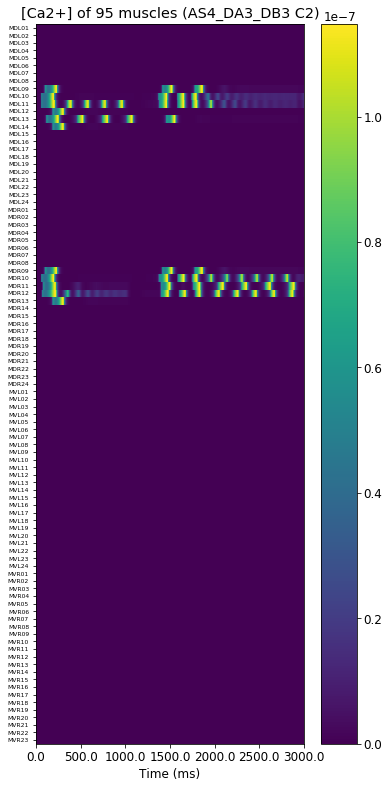 [Ca2+] of 95 muscles (AS4_DA3_DB3 C2)
1e−7
MDL01
MDL02
MDL03
MDL04
MDL05
MDL06
MDL07
MDL08
MDL09
MDL10
MDL11
MDL12
MDL13
MDL14
MDL15
MDL16
MDL17
MDL18
MDL19
MDL20
MDL21
MDL22
MDL23
MDL24
MDR01
MDR02
MDR03
MDR04
MDR05
MDR06
MDR07
MDR08
MDR09
MDR10
MDR11
MDR12
MDR13
MDR14
MDR15
MDR16
MDR17
MDR18
MDR19
MDR20
MDR21
MDR22
MDR23
MDR24
MVL01
MVL02
MVL03
MVL04
MVL05
MVL06
MVL07
MVL08
MVL09
MVL10
MVL11
MVL12
MVL13
MVL14
MVL15
MVL16
MVL17
MVL18
MVL19
MVL20
MVL21
MVL22
MVL23
MVL24
MVR01
MVR02
MVR03
MVR04
MVR05
MVR06
MVR07
MVR08
MVR09
MVR10
MVR11
MVR12
MVR13
MVR14
MVR15
MVR16
MVR17
MVR18
MVR19
MVR20
MVR21
MVR22
MVR23
0.0 500.0 1000.0 1500.0 2000.0 2500.0 3000.0
Time (ms)
1.0
0.8
0.6
0.4
0.2
0.0